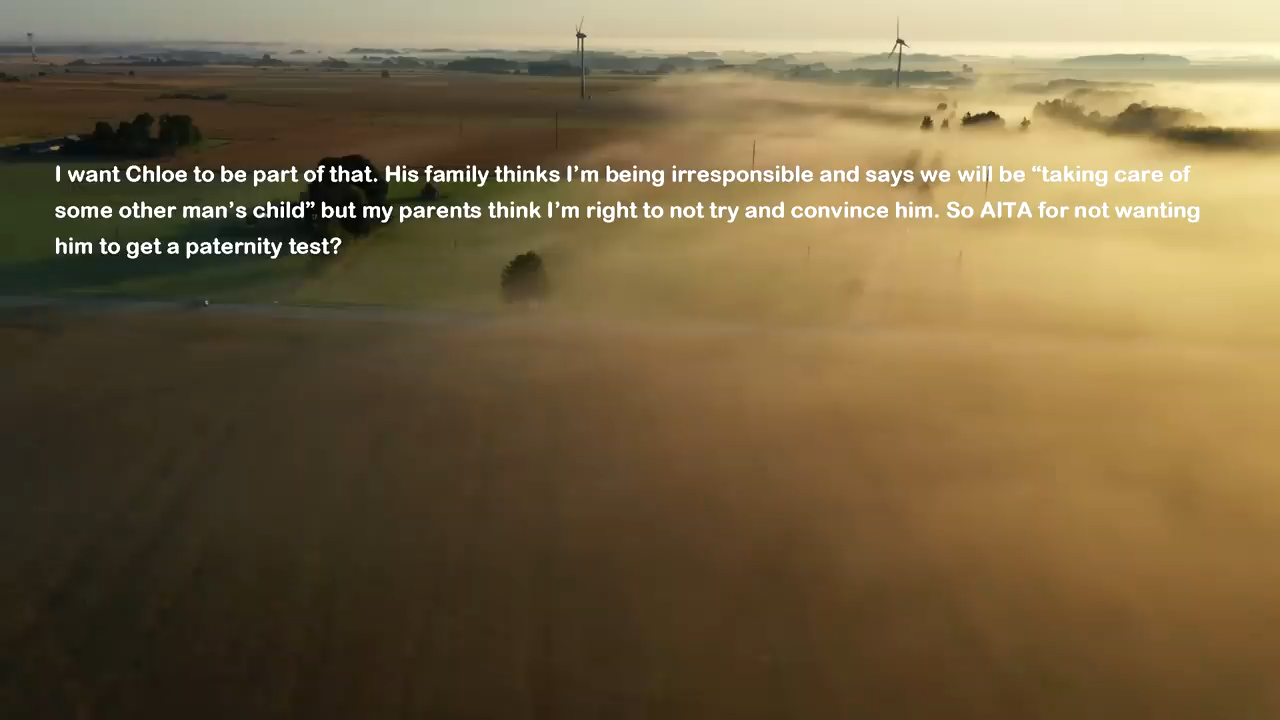 I want Chloe to be part of that. His family thinks I’m being irresponsible and says we will be “taking care of
some other man’s child” but my parents think I’m right to not try and convince him. So AITA for not wanting
him to get a paternity test?